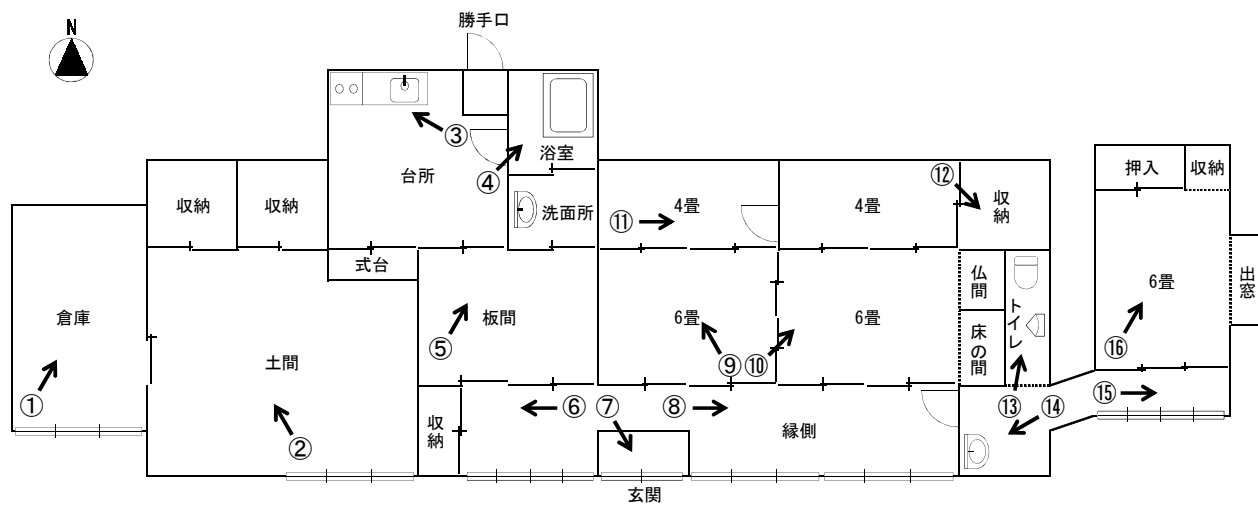 N
勝手口
③
浴室
④
台所
収納
収納
洗面所
⑪
4畳
4畳
⑫
収納
押入
収納
倉庫
①
土間
②
式台
板間
⑤
6畳
⑨
⑩
6畳
仏間
床の間
トイレ
6畳
⑯
出窓
収納
⑥
⑦
⑧
縁側
⑬
⑭
⑮
玄関